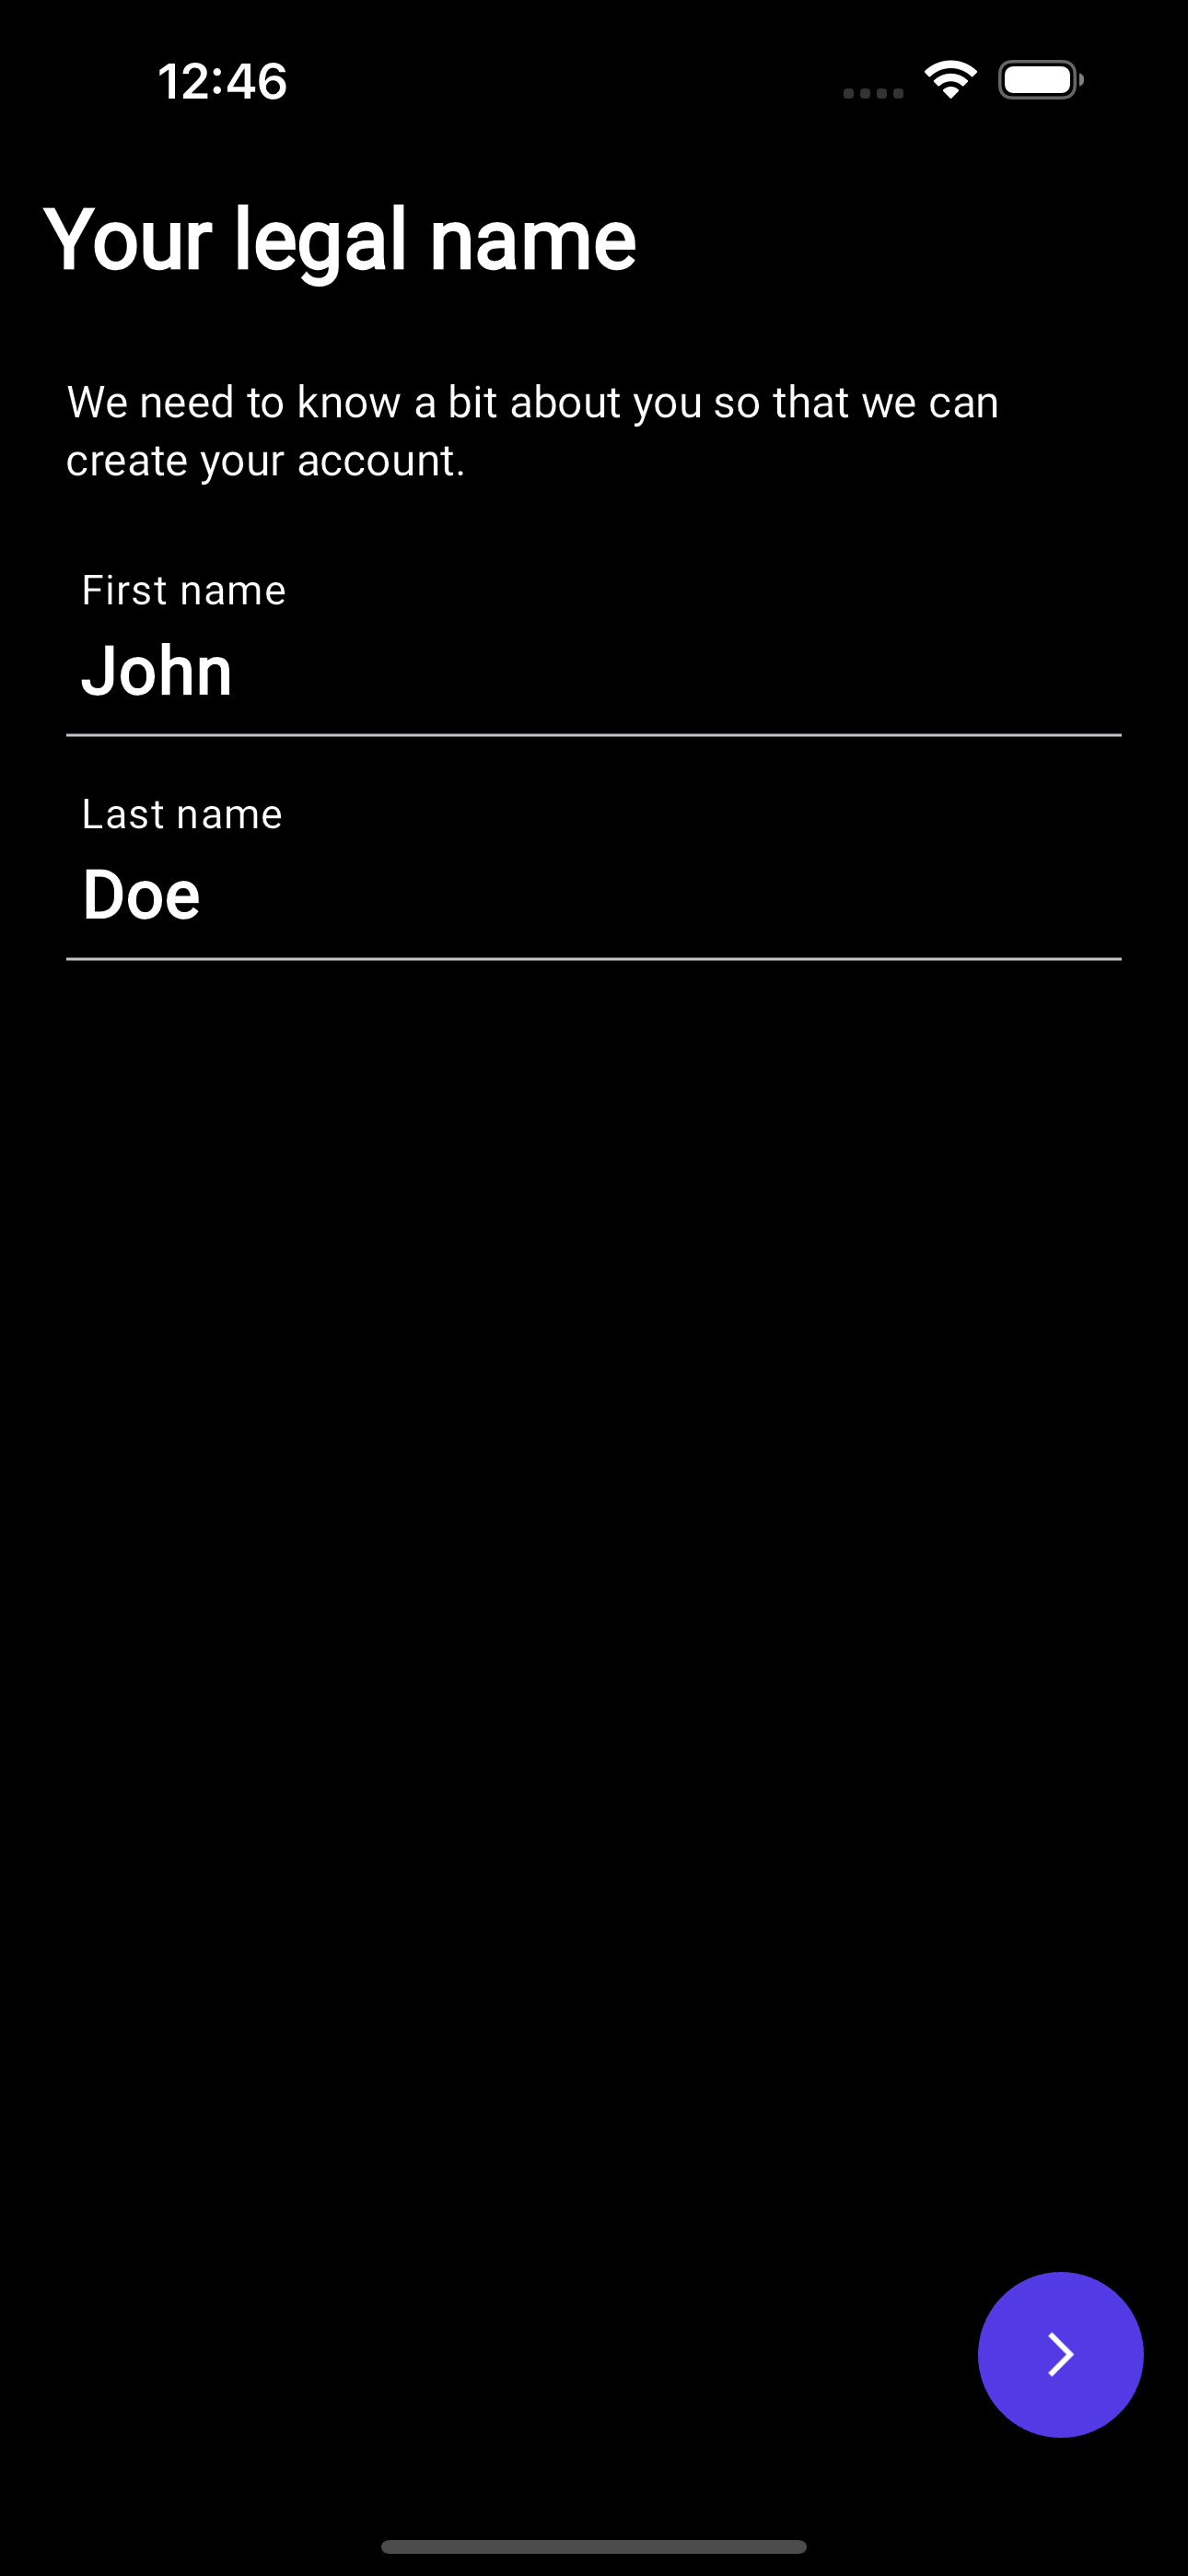 12:46
Your legal name
We need to know a bit about you so that we can
create your account.
First name
John
Last name
Doe